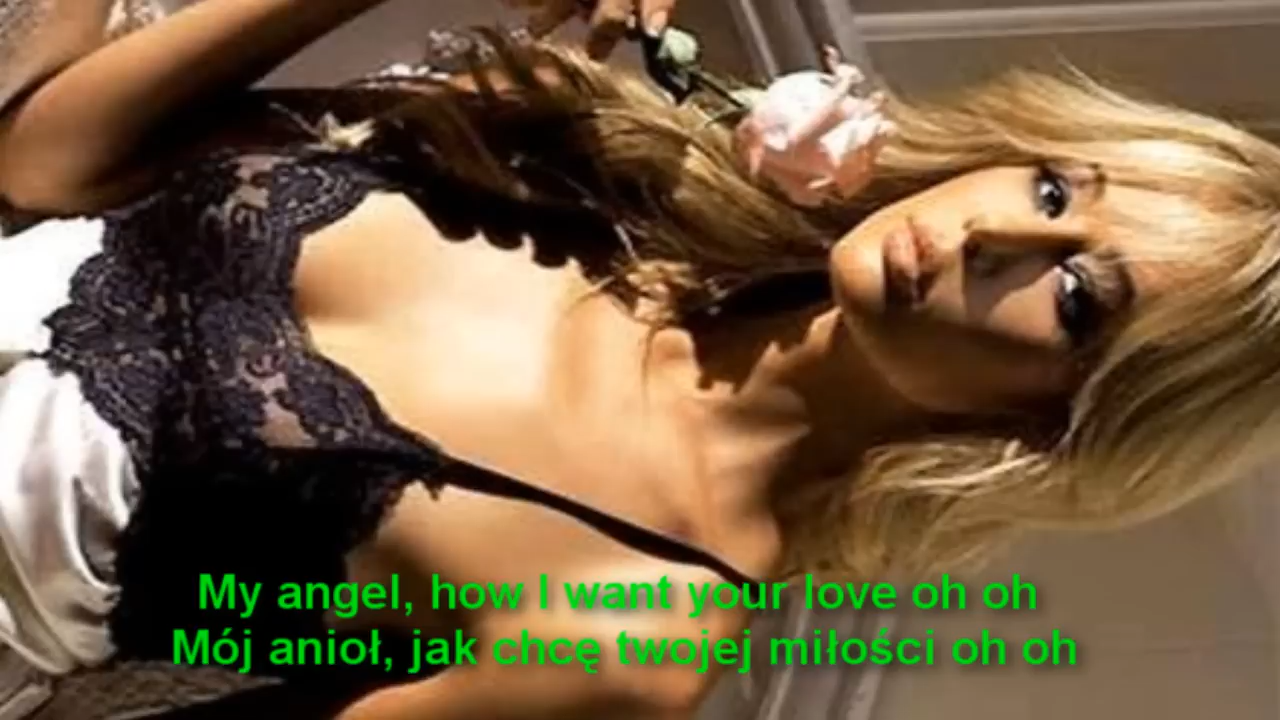 My angel, how I want your love oh oh
Mój anioł, jak chcę twojej miłości oh oh